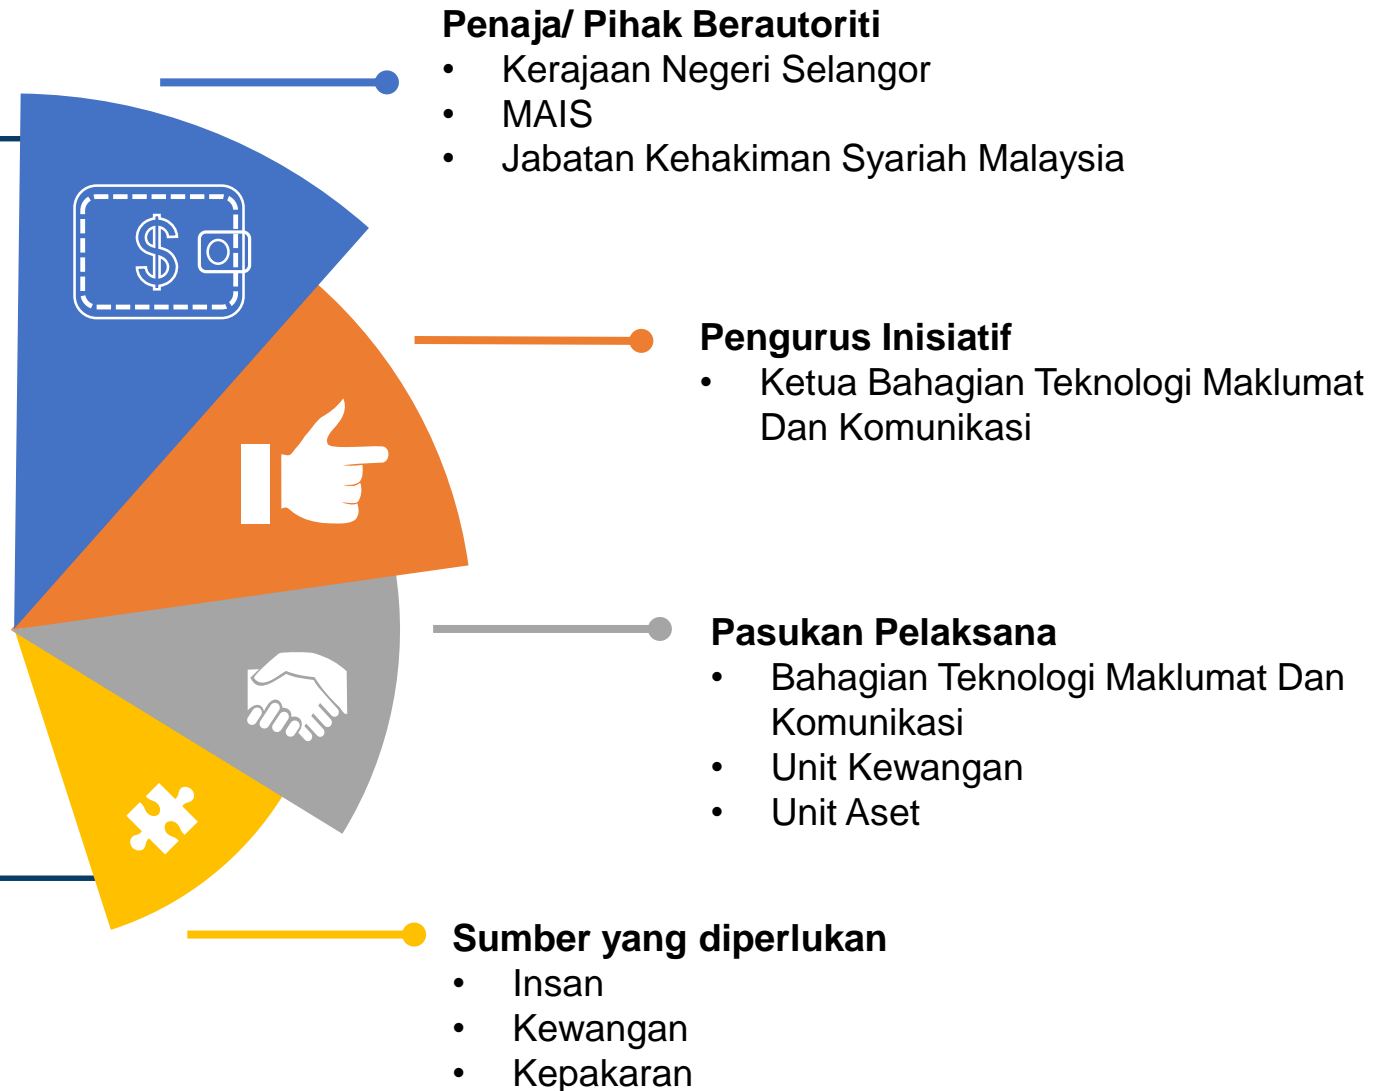 Penaja/ Pihak Berautoriti
• Kerajaan Negeri Selangor
• MAIS
• Jabatan Kehakiman Syariah Malaysia
$
Pengurus Inisiatif
• Ketua Bahagian Teknologi Maklumat
Dan Komunikasi
Pasukan Pelaksana
• Bahagian Teknologi Maklumat Dan
Komunikasi
• Unit Kewangan
• Unit Aset
Sumber yang diperlukan
• Insan
• Kewangan
• Kepakaran